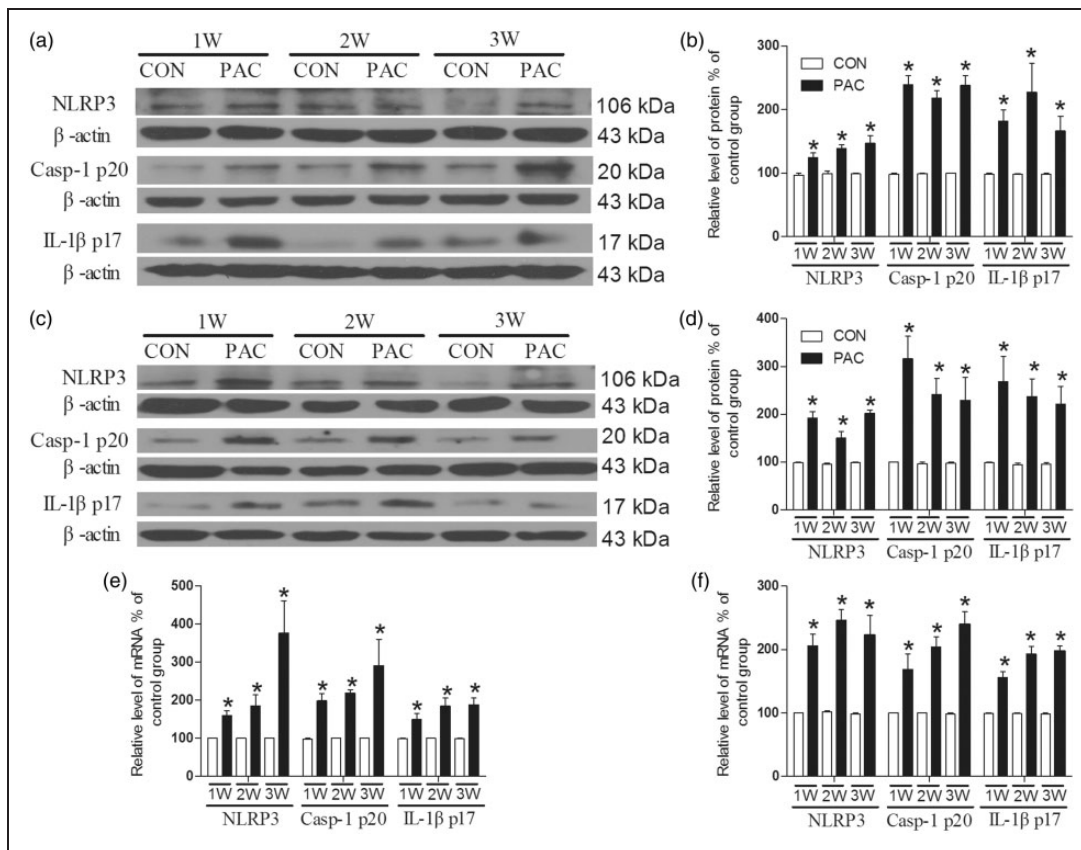 (a)
1W 2W 3W
CON PAC CON PAC CON PAC
NLRP3 106 kDa
β-actin 43 kDa
Casp-1 p20 20 kDa
β-actin 43 kDa
IL-1β p17 17 kDa
β-actin 43 kDa
(b)
Relative level of protein % of
control group
300
200
100
0
CON
PAC
* * * * * * * * *
1W 2W 3W 1W 2W 3W 1W 2W 3W
NLRP3 Casp-1 p20 IL-1β p17
(c)
1W 2W 3W
CON PAC CON PAC CON PAC
NLRP3 106 kDa
β-actin 43 kDa
Casp-1 p20 20 kDa
β-actin 43 kDa
IL-1β p17 17 kDa
β-actin 43 kDa
(d)
Relative level of protein % of
control group
400
300
200
100
0
CON
PAC
* * * * * * * * *
1W 2W 3W 1W 2W 3W 1W 2W 3W
NLRP3 Casp-1 p20 IL-1β p17
(e)
Relative level of mRNA % of
control group
500
400
300
200
100
0
* * * * * * * * *
1W 2W 3W 1W 2W 3W 1W 2W 3W
NLRP3 Casp-1 p20 IL-1β p17
(f)
Relative level of mRNA % of
control group
300
200
100
0
* * * * * * * * *
1W 2W 3W 1W 2W 3W 1W 2W 3W
NLRP3 Casp-1 p20 IL-1β p17